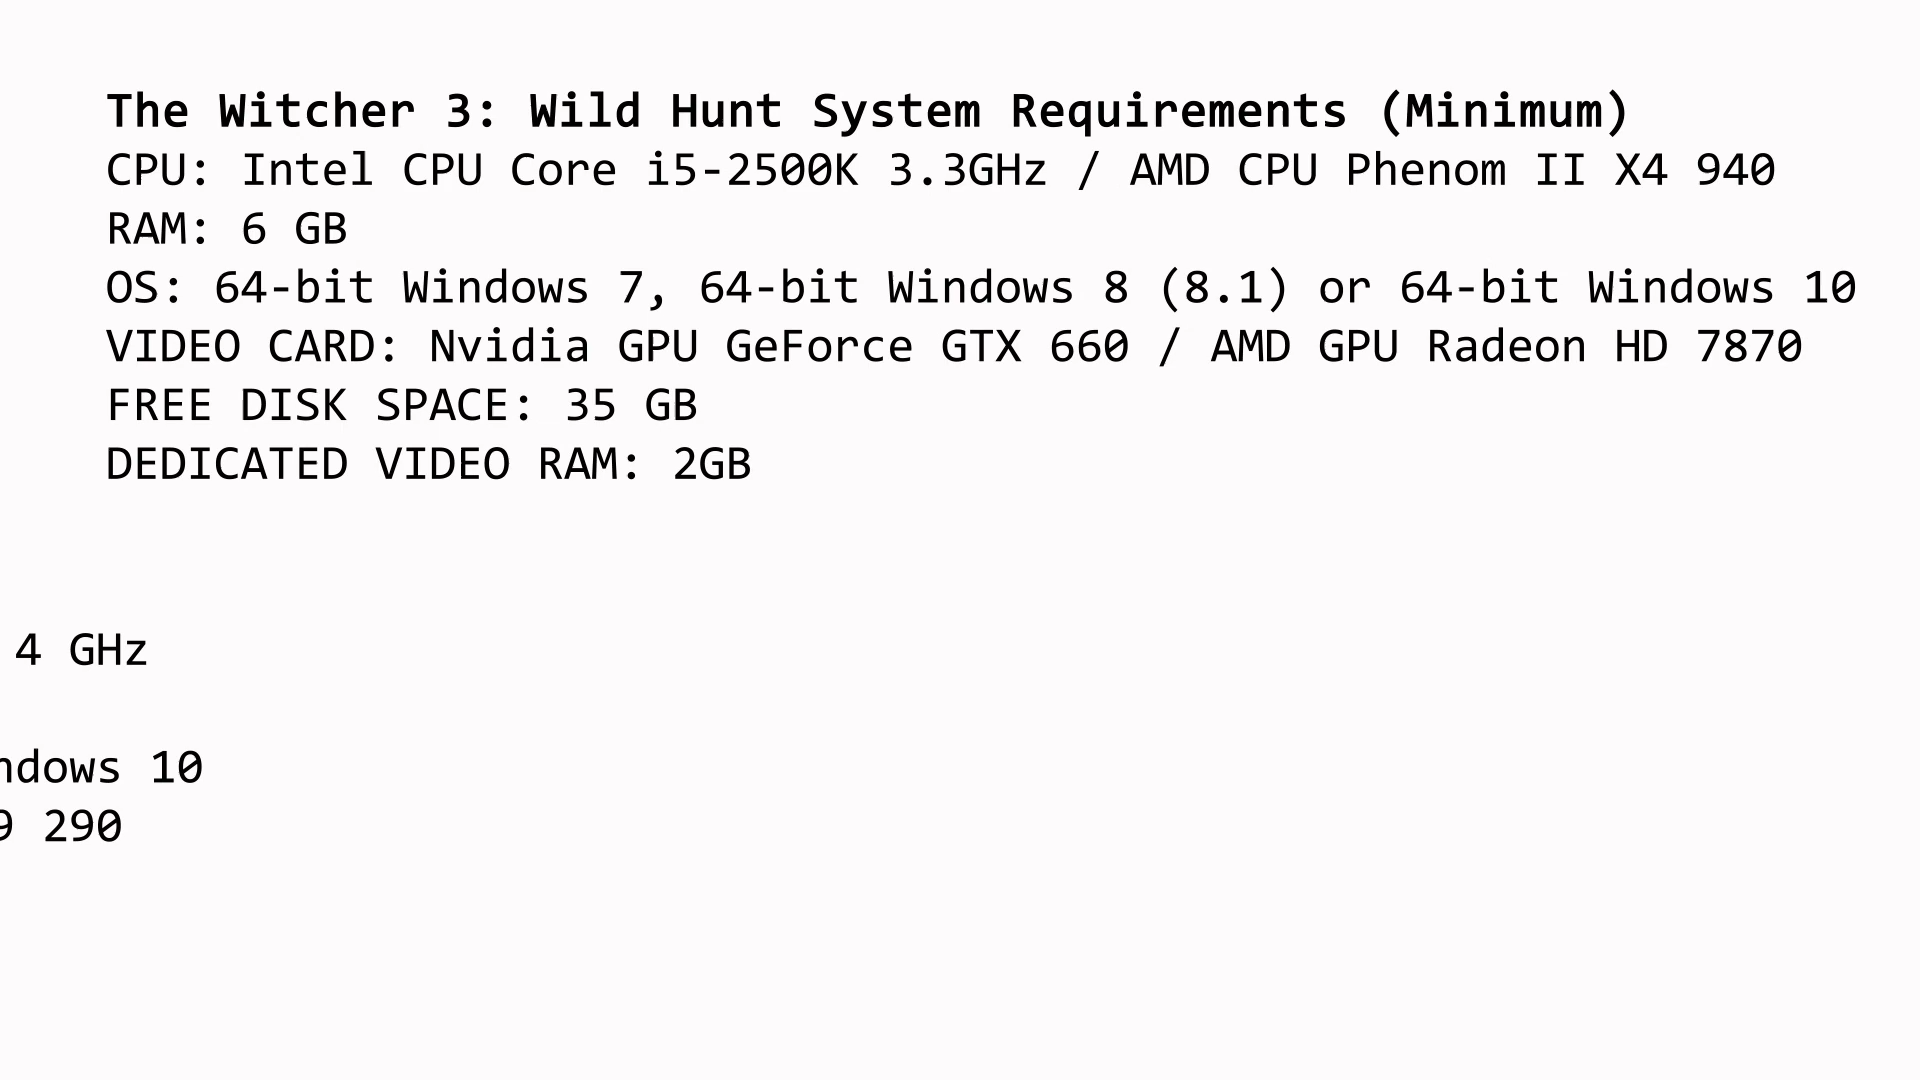 The Witcher 3: Wild Hunt System Requirements (Minimum)
CPU: Intel CPU Core i5-2500K 3.3GHz / AMD CPU Phenom II X4 940
RAM: 6 GB
OS: 64-bit Windows 7, 64-bit Windows 8 (8.1) or 64-bit Windows 10
VIDEO CARD: Nvidia GPU GeForce GTX 660 / AMD GPU Radeon HD 7870
FREE DISK SPACE: 35 GB
DEDICATED VIDEO RAM: 2GB
4 GHz
ndows 10
9 290